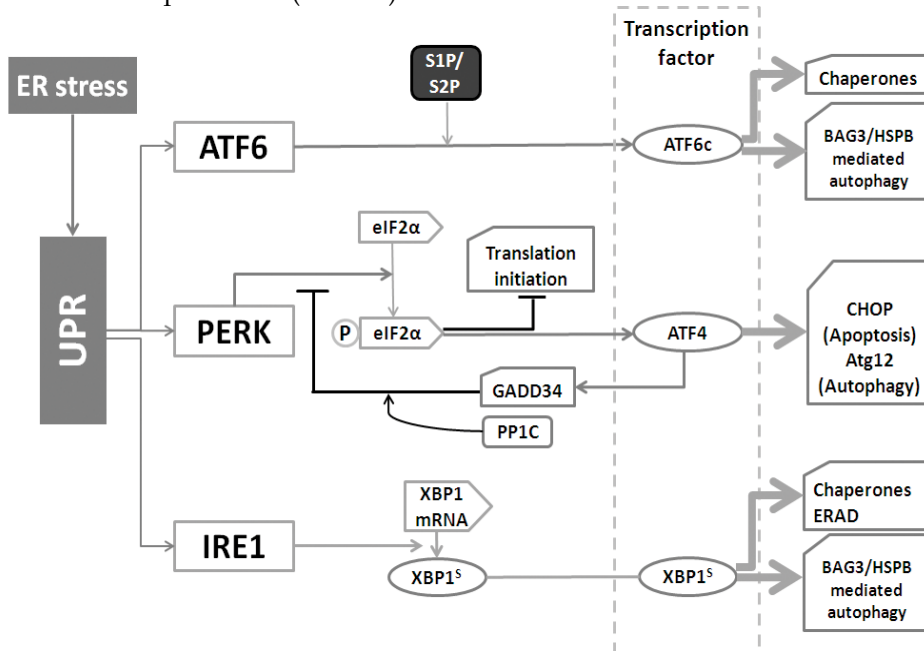 Transcription
factor
S1P/
S2P
ER stress
Chaperones
ATF6
ATF6c
BAG3/HSPB
mediated
autophagy
eIF2α
Translation
initiation
UPR
PERK
P
eIF2α
ATF4
CHOP
(Apoptosis)
Atg12
(Autophagy)
GADD34
PP1C
XBP1
mRNA
Chaperones
ERAD
IRE1
XBP1ˢ
XBP1ˢ
BAG3/HSPB
mediated
autophagy